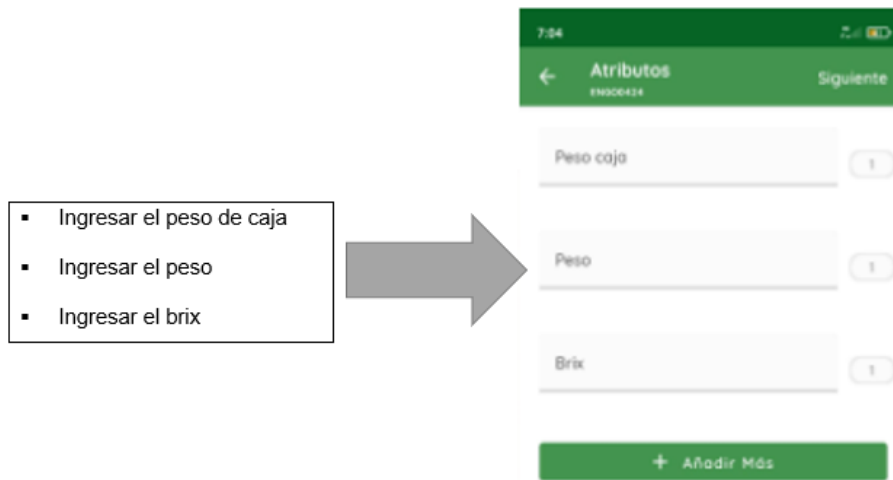 ▪ Ingresar el peso de caja
▪ Ingresar el peso
▪ Ingresar el brix
7:04
Atributos
Siguiente
Peso caja
1
Peso
1
Brix
1
+ Añadir Más